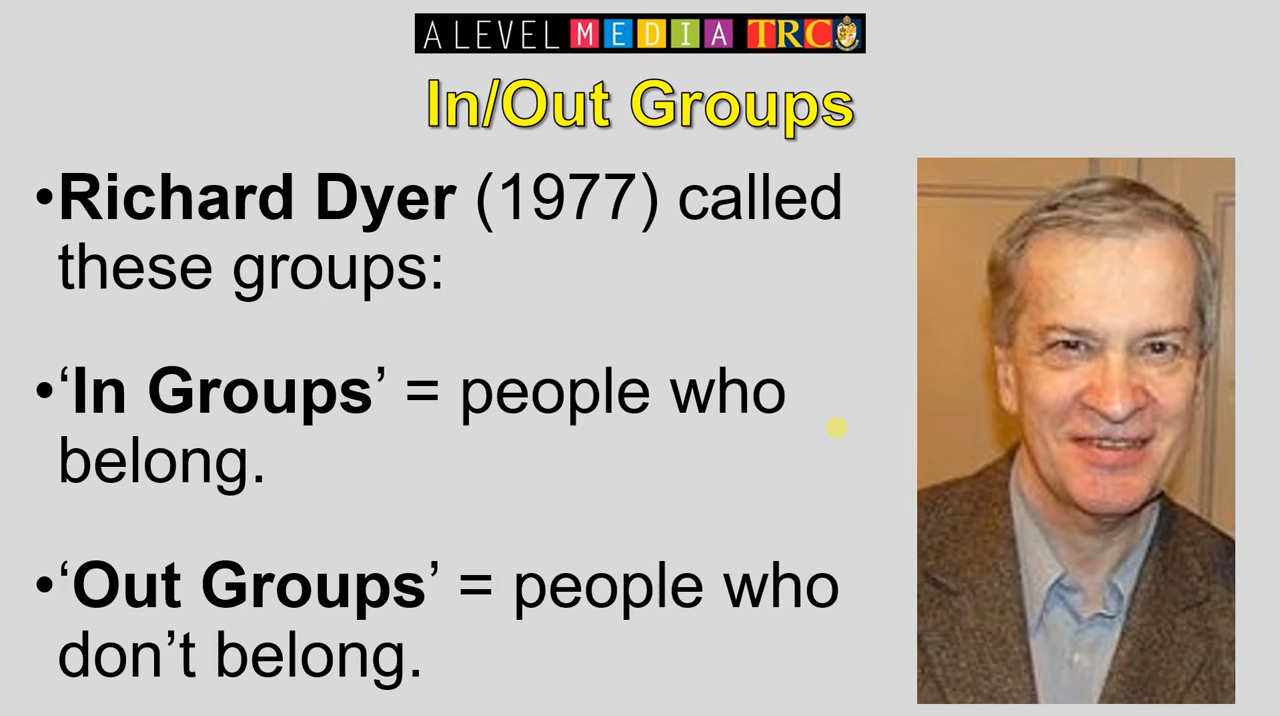 A LEVEL MEDIA TRC
In/Out Groups
•Richard Dyer (1977) called
these groups:
•‘In Groups’ = people who
belong.
•‘Out Groups’ = people who
don’t belong.